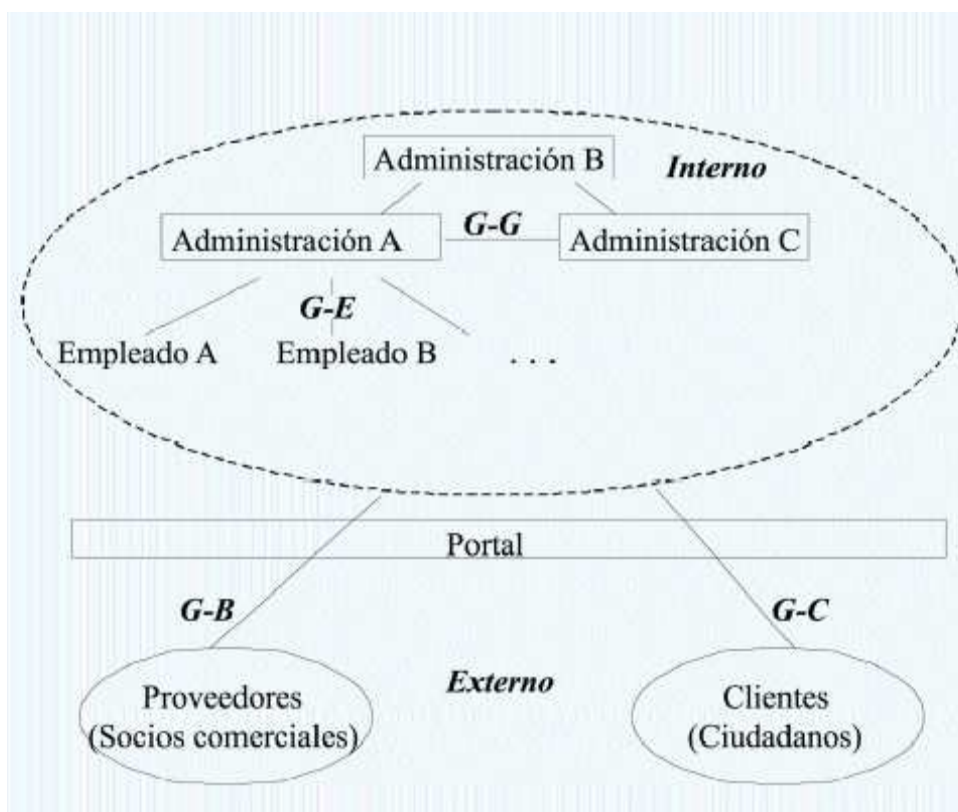 Administración B
Interno
Administración A
G-G
Administración C
G-E
Empleado A
Empleado B
. . .
Portal
G-B
G-C
Externo
Proveedores
(Socios comerciales)
Clientes
(Ciudadanos)